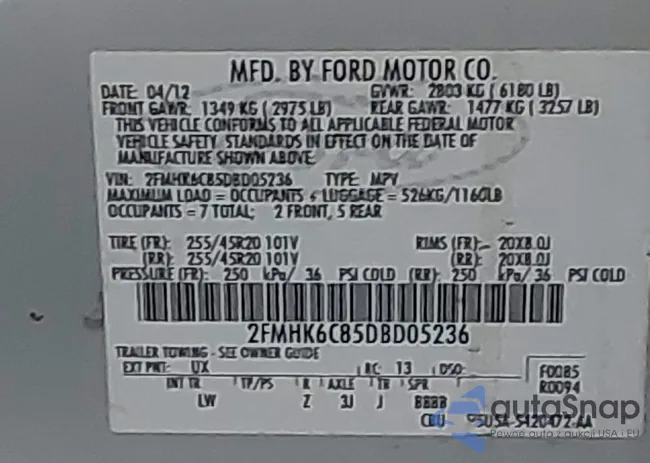 MFD. BY FORD MOTOR CO.
DATE: 04/12 GVWR: 2803 KG ( 6180 LB)
FRONT GAWR: 1349 KG ( 2975 LB) REAR GAWR: 1477 KG ( 3257 LB)
THIS VEHICLE CONFORMS TO ALL APPLICABLE FEDERAL MOTOR
VEHICLE SAFETY STANDARDS IN EFFECT ON THE DATE OF
MANUFACTURE SHOWN ABOVE.
VIN: 2FMHK6C85DBD05236 TYPE: MPV
MAXIMUM LOAD = OCCUPANTS + LUGGAGE = 526KG/1160LB
OCCUPANTS = 7 TOTAL; 2 FRONT, 5 REAR
TIRE (FR): 255/45R20 101V RIMS (FR):- 20X8.0J
(RR): 255/45R20 101V (RR): 20X8.0J
PRESSURE (FR): 250 kPa/ 36 PSI COLD (RR): 250 kPa/ 36 PSI COLD
2FMHK6C85DBD05236
TRAILER TOWING - SEE OWNER GUIDE
EXT PNT: UX RC: 13 DSO: F0085
INT TR TP/PS R AXLE TR SPR R0094
LW Z 3J J BBBB
autoSnap
Pewne auto z aukcji USA i EU